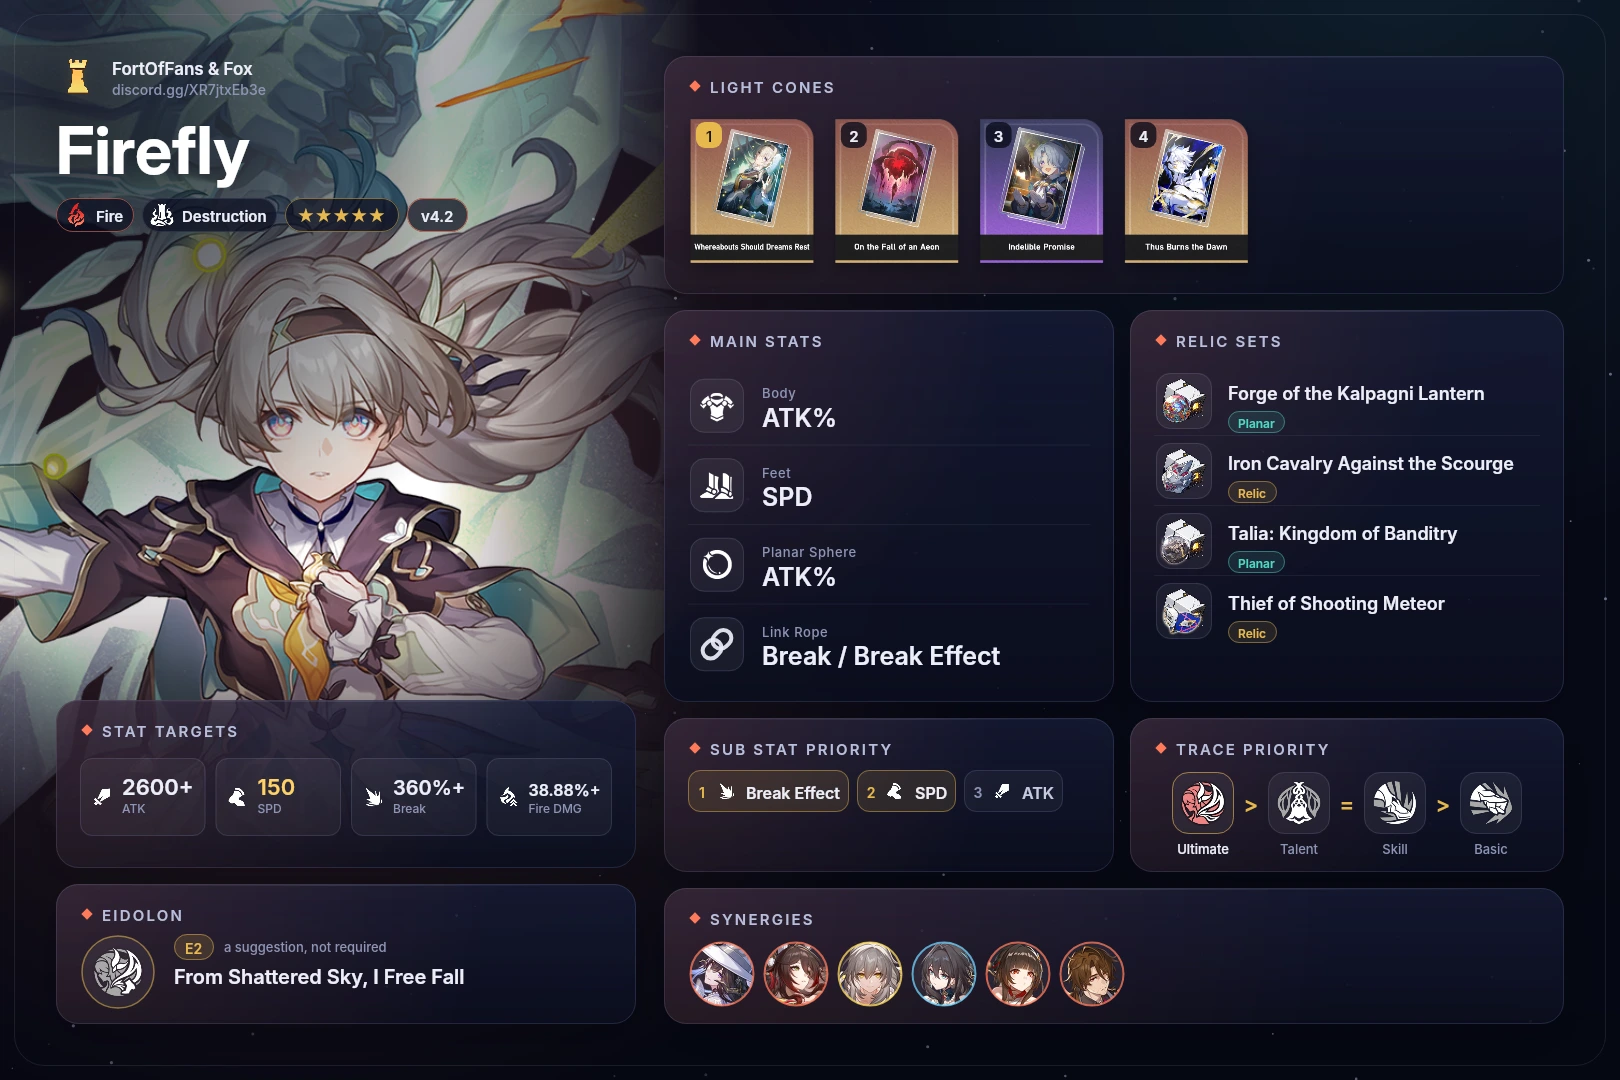 FortOfFans & Fox
discord.gg/XR7jtxEb3e
Firefly
Fire
Destruction
v4.2
LIGHT CONES
1
2
3
4
Whereabouts Should Dreams Rest
On the Fall of an Aeon
Indelible Promise
Thus Burns the Dawn
MAIN STATS
Body
ATK%
Feet
SPD
Planar Sphere
ATK%
Link Rope
Break / Break Effect
RELIC SETS
Forge of the Kalpagni Lantern
Planar
Iron Cavalry Against the Scourge
Relic
Talia: Kingdom of Banditry
Planar
Thief of Shooting Meteor
Relic
STAT TARGETS
2600+
ATK
150
SPD
360%+
Break
38.88%+
Fire DMG
SUB STAT PRIORITY
1 Break Effect
2 SPD
3 ATK
TRACE PRIORITY
> = >
Ultimate
Talent
Skill
Basic
EIDOLON
E2 a suggestion, not required
From Shattered Sky, I Free Fall
SYNERGIES